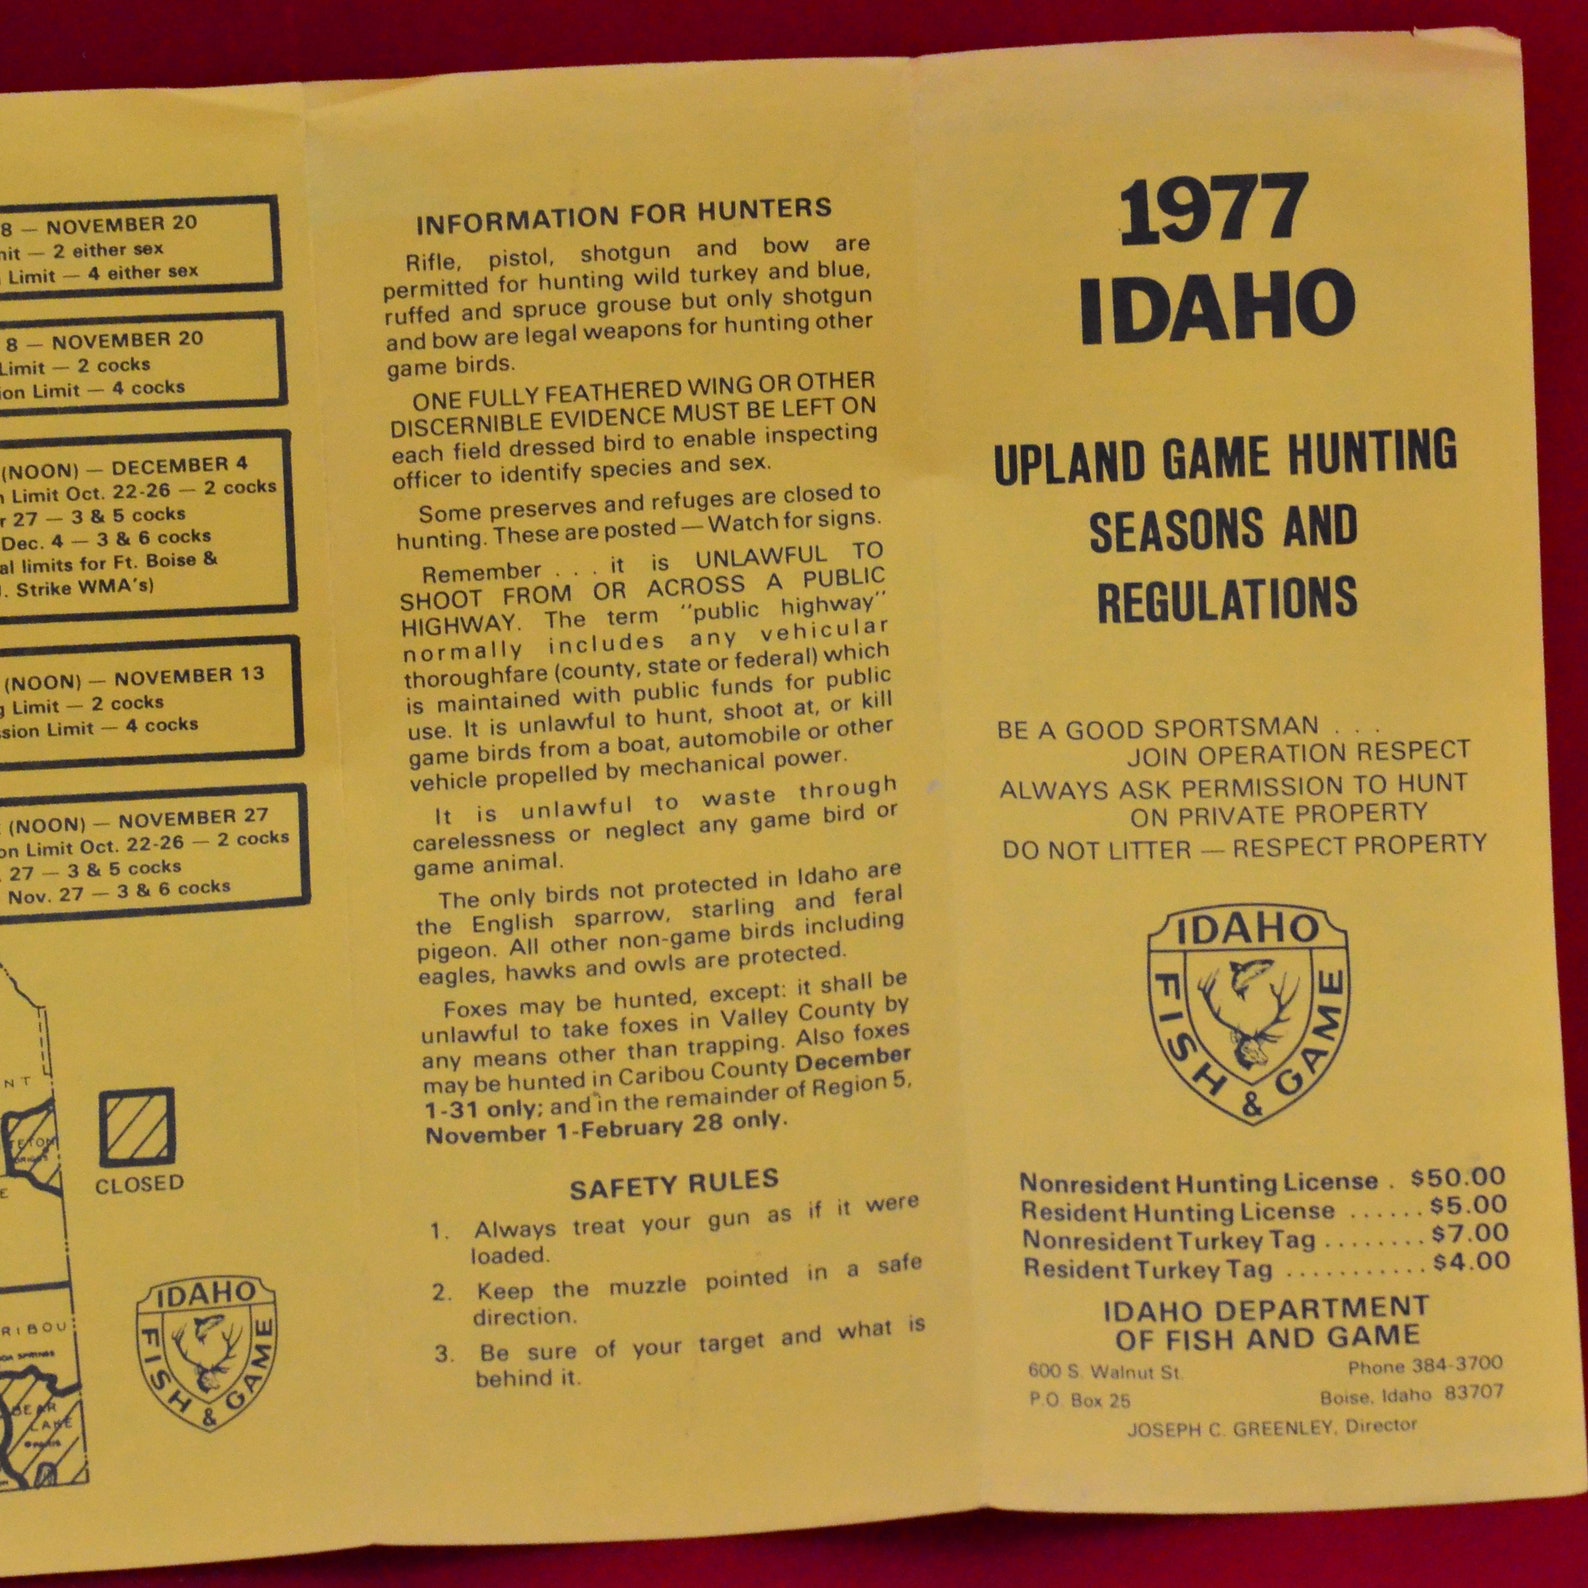 8 — NOVEMBER 20
— 2 either sex
Limit — 4 either sex
8 — NOVEMBER 20
Limit — 2 cocks
Limit — 4 cocks
(NOON) — DECEMBER 4
Limit Oct. 22-26 — 2 cocks
27 — 3 & 5 cocks
Dec. 4 — 3 & 6 cocks
limits for Ft. Boise &
Strike WMA's)
(NOON) — NOVEMBER 13
Limit — 2 cocks
Limit — 4 cocks
(NOON) — NOVEMBER 27
Limit Oct. 22-26 — 2 cocks
27 — 3 & 5 cocks
Nov. 27 — 3 & 6 cocks
TETON
CLOSED
SPRINGS
BEAR
LAKE
IDAHO
FISH & GAME
INFORMATION FOR HUNTERS
Rifle, pistol, shotgun and bow are
permitted for hunting wild turkey and blue,
ruffed and spruce grouse but only shotgun
and bow are legal weapons for hunting other
game birds.
ONE FULLY FEATHERED WING OR OTHER
DISCERNIBLE EVIDENCE MUST BE LEFT ON
each field dressed bird to enable inspecting
officer to identify species and sex.
Some preserves and refuges are closed to
hunting. These are posted — Watch for signs.
Remember . . . it is UNLAWFUL TO
SHOOT FROM OR ACROSS A PUBLIC
HIGHWAY. The term "public highway"
normally includes any vehicular
thoroughfare (county, state or federal) which
is maintained with public funds for public
use. It is unlawful to hunt, shoot at, or kill
game birds from a boat, automobile or other
vehicle propelled by mechanical power.
It is unlawful to waste through
carelessness or neglect any game bird or
game animal.
The only birds not protected in Idaho are
the English sparrow, starling and feral
pigeon. All other non-game birds including
eagles, hawks and owls are protected.
Foxes may be hunted, except: it shall be
unlawful to take foxes in Valley County by
any means other than trapping. Also foxes
may be hunted in Caribou County December
1-31 only; and in the remainder of Region 5,
November 1-February 28 only.
SAFETY RULES
1. Always treat your gun as if it were
loaded.
2. Keep the muzzle pointed in a safe
direction.
3. Be sure of your target and what is
behind it.
1977
IDAHO
UPLAND GAME HUNTING
SEASONS AND
REGULATIONS
BE A GOOD SPORTSMAN . . .
JOIN OPERATION RESPECT
ALWAYS ASK PERMISSION TO HUNT
ON PRIVATE PROPERTY
DO NOT LITTER — RESPECT PROPERTY
IDAHO
FISH & GAME
Nonresident Hunting License . $50.00
Resident Hunting License ...... $5.00
Nonresident Turkey Tag ........ $7.00
Resident Turkey Tag ........... $4.00
IDAHO DEPARTMENT
OF FISH AND GAME
600 S. Walnut St. Phone 384-3700
P.O. Box 25 Boise, Idaho 83707
JOSEPH C. GREENLEY, Director